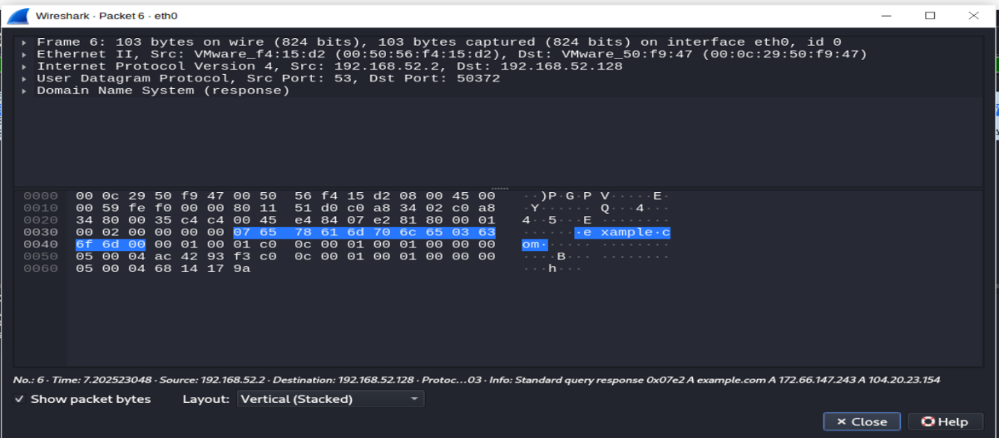 Wireshark · Packet 6 · eth0
Frame 6: 103 bytes on wire (824 bits), 103 bytes captured (824 bits) on interface eth0, id 0
Ethernet II, Src: VMware_f4:15:d2 (00:50:56:f4:15:d2), Dst: VMware_50:f9:47 (00:0c:29:50:f9:47)
Internet Protocol Version 4, Src: 192.168.52.2, Dst: 192.168.52.128
User Datagram Protocol, Src Port: 53, Dst Port: 50372
Domain Name System (response)
0000 00 0c 29 50 f9 47 00 50 56 f4 15 d2 08 00 45 00 ··)P·G·P V·····E·
0010 00 59 fe f0 00 00 80 11 51 d0 c0 a8 34 02 c0 a8 ·Y······ Q···4···
0020 34 80 00 35 c4 c4 00 45 e4 84 07 e2 81 80 00 01 4··5···E ········
0030 00 02 00 00 00 00 07 65 78 61 6d 70 6c 65 03 63 ·······e xample·c
0040 6f 6d 00 00 01 00 01 c0 0c 00 01 00 01 00 00 00 om······ ········
0050 05 00 04 ac 42 93 f3 c0 0c 00 01 00 01 00 00 00 ····B··· ········
0060 05 00 04 68 14 17 9a ···h···
No.: 6 · Time: 7.202523048 · Source: 192.168.52.2 · Destination: 192.168.52.128 · Protoc...03 · Info: Standard query response 0x07e2 A example.com A 172.66.147.243 A 104.20.23.154
Show packet bytes Layout: Vertical (Stacked)
Close Help